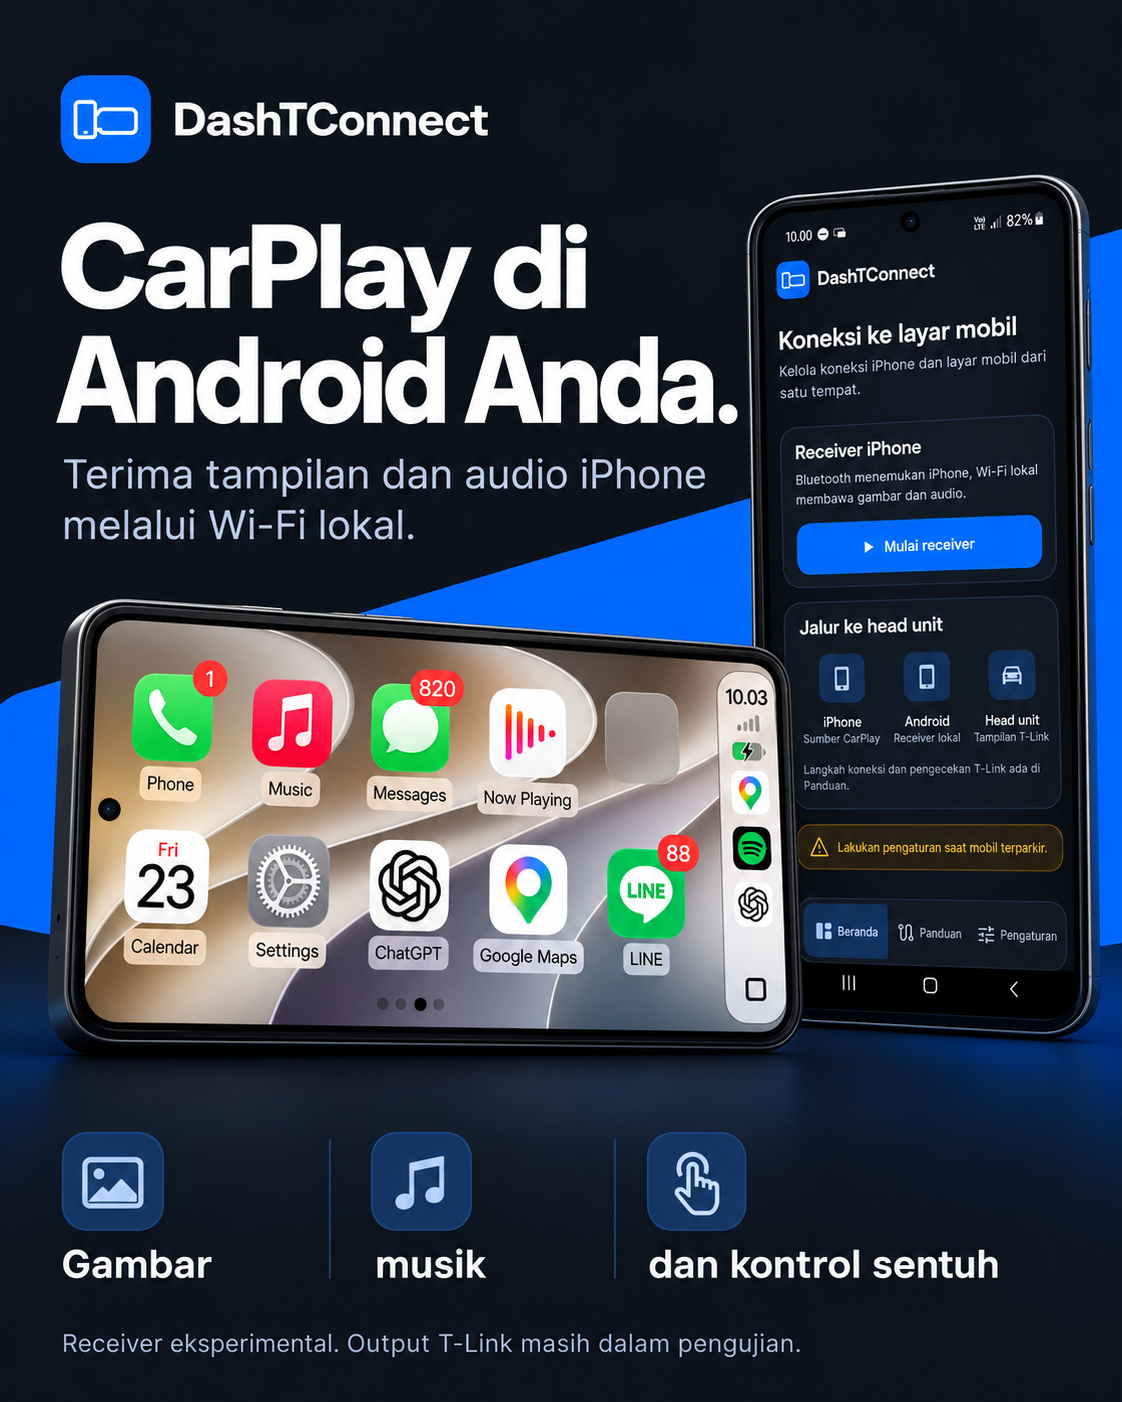 DashTConnect
CarPlay di
Android Anda.
Terima tampilan dan audio iPhone
melalui Wi-Fi lokal.
10.00
Vo)
LTE
82%
DashTConnect
Koneksi ke layar mobil
Kelola koneksi iPhone dan layar mobil dari
satu tempat.
Receiver iPhone
Bluetooth menemukan iPhone, Wi-Fi lokal
membawa gambar dan audio.
Mulai receiver
Jalur ke head unit
iPhone
Sumber CarPlay
Android
Receiver lokal
Head unit
Tampilan T-Link
Langkah koneksi dan pengecekan T-Link ada di
Panduan.
Lakukan pengaturan saat mobil terparkir.
Beranda
Panduan
Pengaturan
1
Phone
Music
820
Messages
Now Playing
10.03
Fri
23
Calendar
Settings
ChatGPT
Google Maps
88
LINE
LINE
Gambar
musik
dan kontrol sentuh
Receiver eksperimental. Output T-Link masih dalam pengujian.